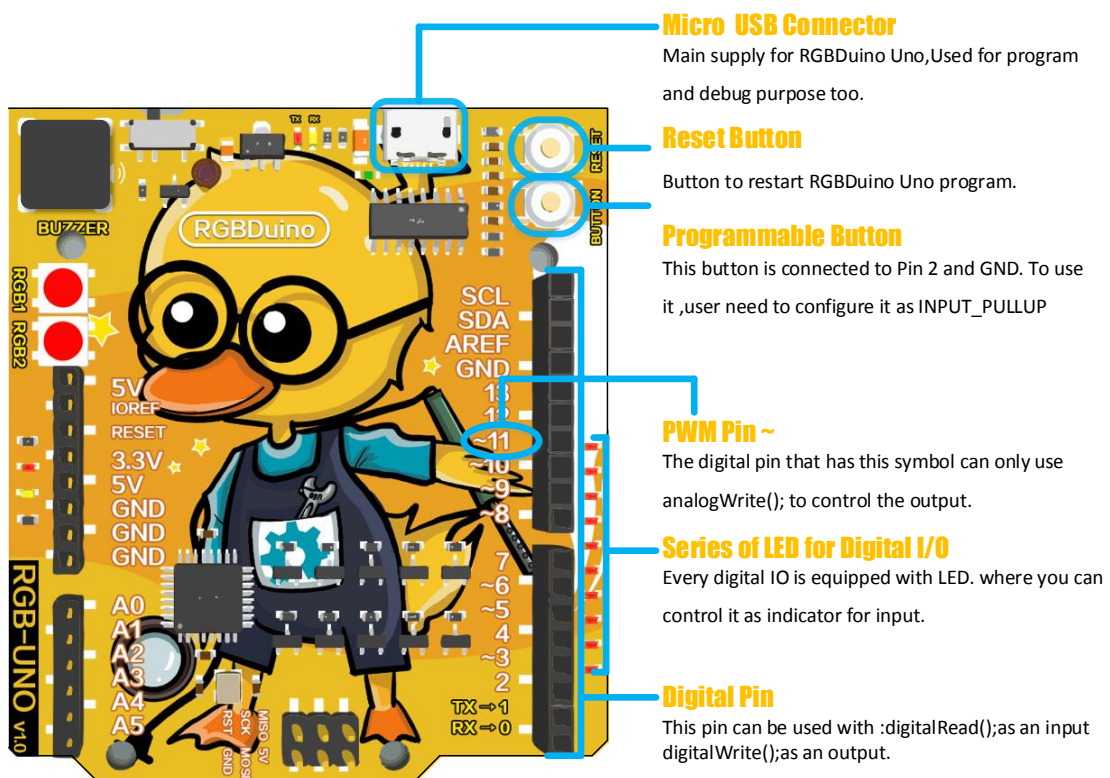 Micro USB Connector
Main supply for RGBDuino Uno,Used for program
and debug purpose too.
Reset Button
Button to restart RGBDuino Uno program.
Programmable Button
This button is connected to Pin 2 and GND. To use
it ,user need to configure it as INPUT_PULLUP
PWM Pin ~
The digital pin that has this symbol can only use
analogWrite(); to control the output.
Series of LED for Digital I/O
Every digital IO is equipped with LED. where you can
control it as indicator for input.
Digital Pin
This pin can be used with :digitalRead();as an input
digitalWrite();as an output.
TX RX
RESET
BUTTON
BUZZER
RGBDuino
RGB1 RGB2
SCL
SDA
AREF
GND
13
12
~11
~10
~9
~8
7
~6
~5
4
~3
2
TX→1
RX→0
5V
IOREF
RESET
3.3V
5V
GND
GND
GND
A0
A1
A2
A3
A4
A5
RGB-UNO v1.0
MISO 5V
SCK MOSI
RST GND